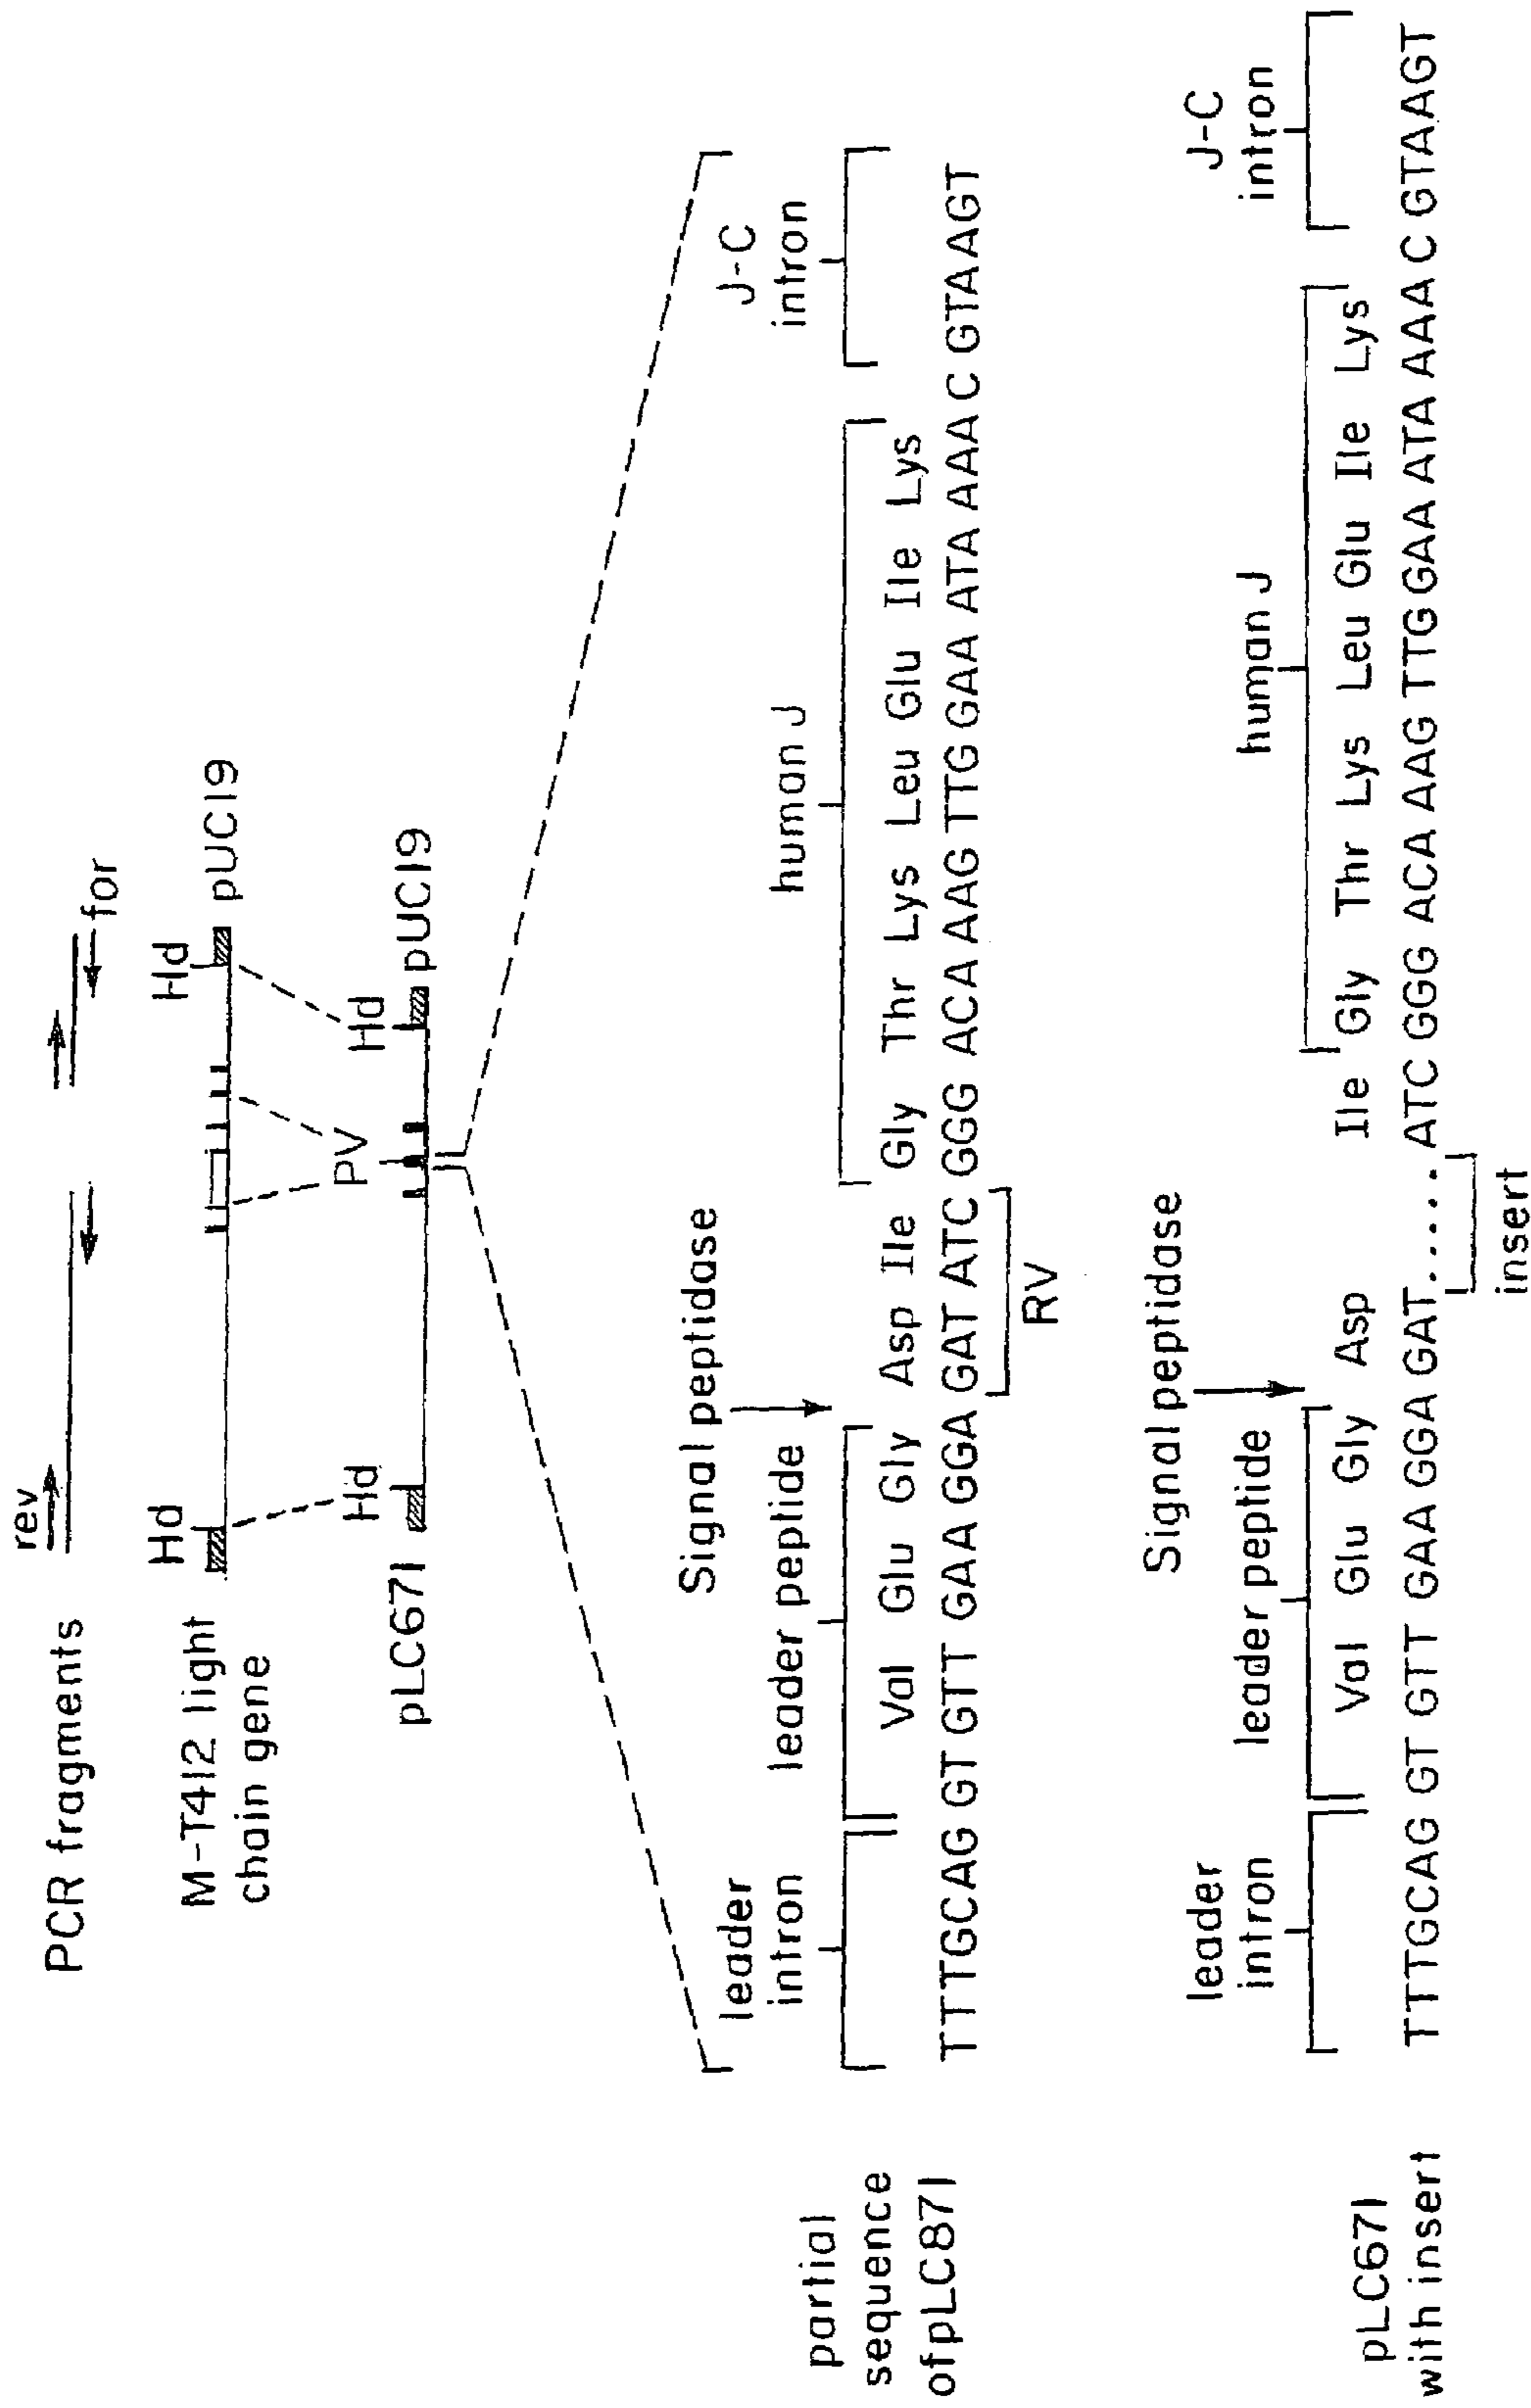 PCR fragments
rev
for
M-T412 light
chain gene
Hd
Hd
pUC19
pLC671
Hd
PV
Hd
pUC19
leader
intron
leader peptide
Signal peptidase
human J
J-C
intron
partial
sequence
ofpLC871
Val Glu Gly Asp Ile Gly Thr Lys Leu Glu Ile Lys
TTTGCAG GT GTT GAA GGA GAT ATC GGG ACA AAG TTG GAA ATA AAA C GTAAGT
RV
leader
intron
leader peptide
Signal peptidase
human J
J-C
intron
pLC671
with insert
Val Glu Gly Asp Ile Gly Thr Lys Leu Glu Ile Lys
TTTGCAG GT GTT GAA GGA GAT.....ATC GGG ACA AAG TTG GAA ATA AAA C GTAAGT
insert